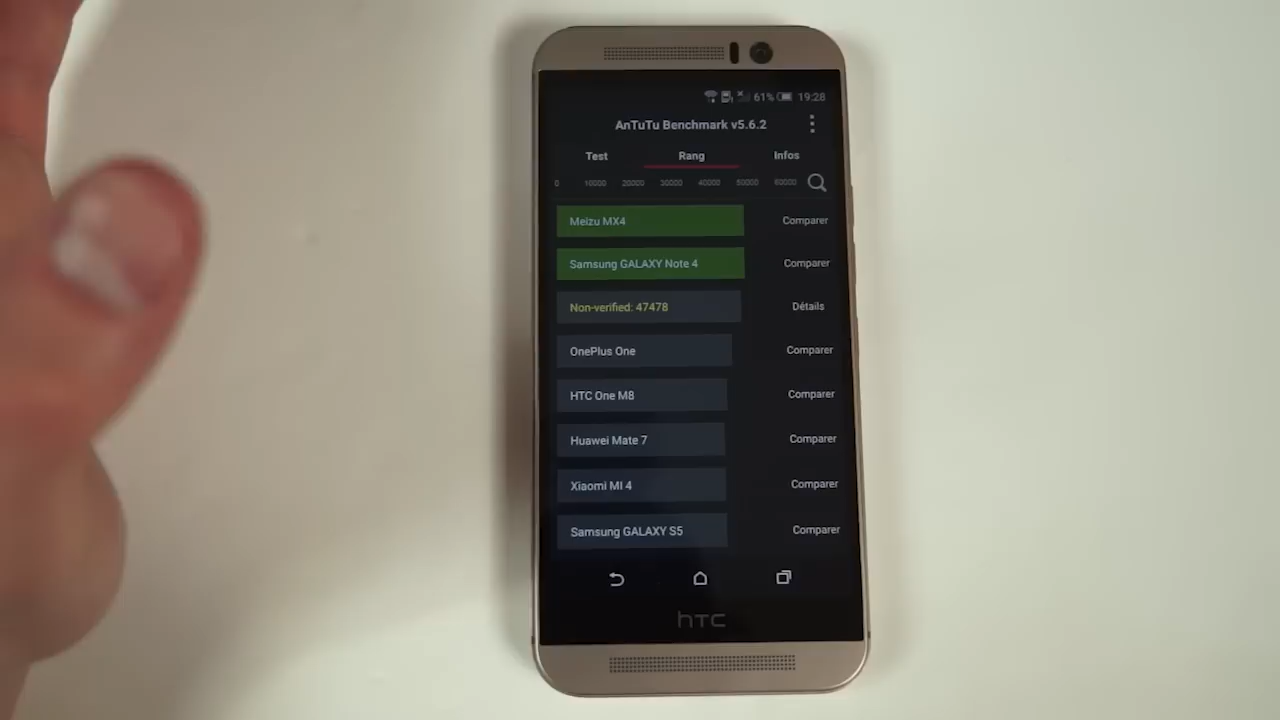 61% 19:28
AnTuTu Benchmark v5.6.2
Test Rang Infos
0 10000 20000 30000 40000 50000 60000
Meizu MX4 Comparer
Samsung GALAXY Note 4 Comparer
Non-verified: 47478 Détails
OnePlus One Comparer
HTC One M8 Comparer
Huawei Mate 7 Comparer
Xiaomi MI 4 Comparer
Samsung GALAXY S5 Comparer
hTC